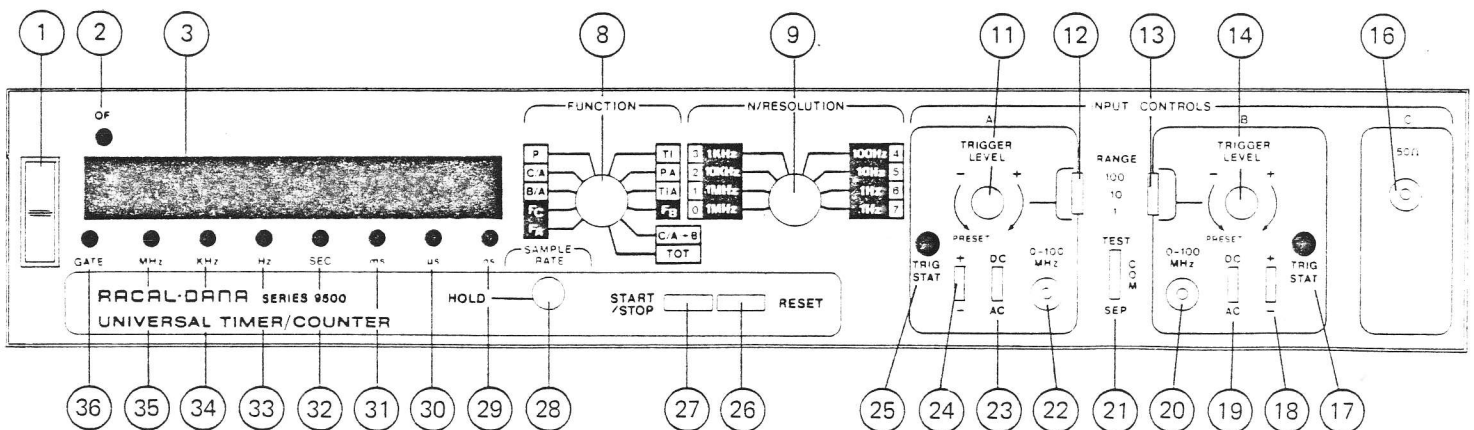 1 2 3 8 9 11 12 13 14 16
OF
FUNCTION
N/RESOLUTION
INPUT CONTROLS
P
C/A
B/A
FC
FA
TI
PA
TIA
FB
C/A - B
TOT
3 1KHz
2 10KHz
1 1MHz
0 1MHz
100Hz 4
10Hz 5
1Hz 6
1Hz 7
A
TRIGGER LEVEL
- +
PRESET
RANGE
100
10
1
B
TRIGGER LEVEL
- +
PRESET
C
50Ω
GATE MHz KHz Hz SEC ms µs ns
SAMPLE RATE
HOLD
RACAL-DANA SERIES 9500
UNIVERSAL TIMER/COUNTER
START /STOP
RESET
TRIG STAT
+
-
DC
AC
0-100 MHz
TEST
COM
SEP
0-100 MHz
DC
AC
+
-
TRIG STAT
36 35 34 33 32 31 30 29 28 27 26 25 24 23 22 21 20 19 18 17